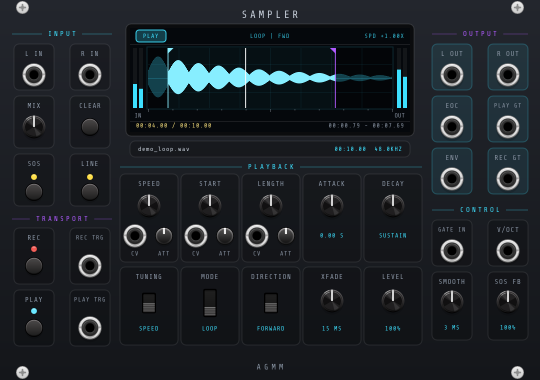 SAMPLER
INPUT
L IN
R IN
MIX
CLEAR
SOS
LINE
TRANSPORT
REC
REC TRG
PLAY
PLAY TRG
PLAY
LOOP | FWD
SPD +1.00X
IN
OUT
00:04.00 / 00:10.00
00:00.79 - 00:07.69
demo_loop.wav
00:10.00 48.0KHZ
PLAYBACK
SPEED
START
LENGTH
ATTACK
DECAY
0.00 S
SUSTAIN
CV ATT
CV ATT
CV ATT
TUNING
MODE
DIRECTION
XFADE
LEVEL
SPEED
LOOP
FORWARD
15 MS
100%
OUTPUT
L OUT
R OUT
EOC
PLAY GT
ENV
REC GT
CONTROL
GATE IN
V/OCT
SMOOTH
SOS FB
3 MS
100%
AGMM